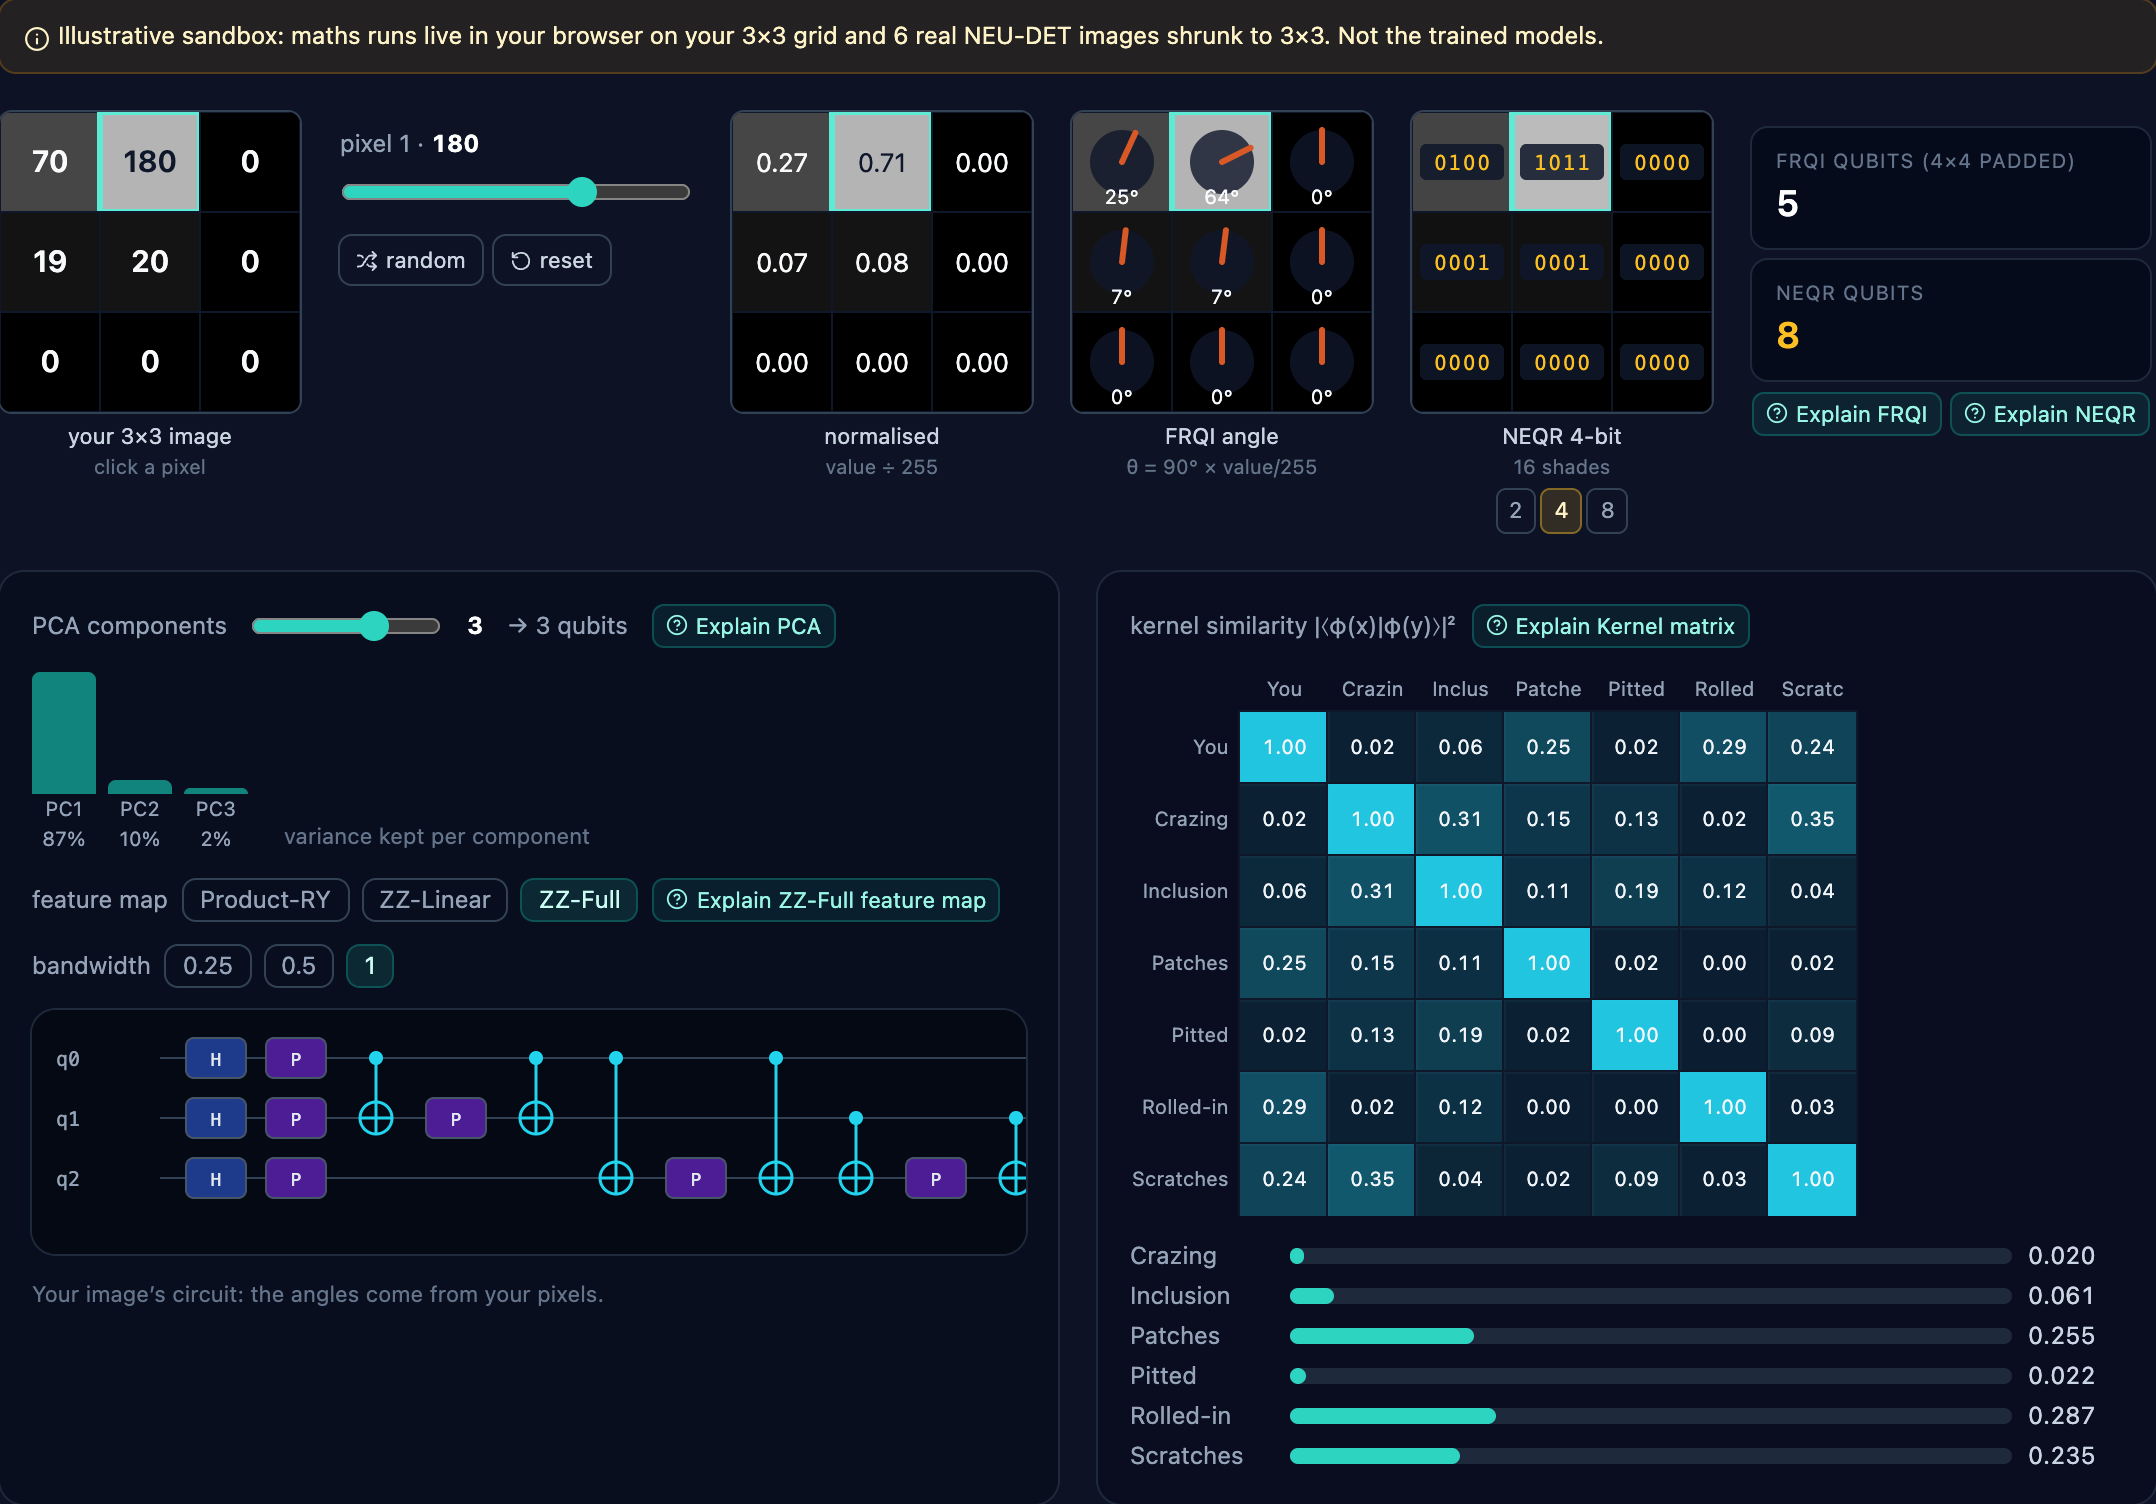 Illustrative sandbox: maths runs live in your browser on your 3×3 grid and 6 real NEU-DET images shrunk to 3×3. Not the trained models.
70 180 0
19 20 0
0 0 0
your 3×3 image
click a pixel
pixel 1 · 180
random reset
0.27 0.71 0.00
0.07 0.08 0.00
0.00 0.00 0.00
normalised
value ÷ 255
25° 64° 0°
7° 7° 0°
0° 0° 0°
FRQI angle
θ = 90° × value/255
0100 1011 0000
0001 0001 0000
0000 0000 0000
NEQR 4-bit
16 shades
2 4 8
FRQI QUBITS (4×4 PADDED)
5
NEQR QUBITS
8
Explain FRQI Explain NEQR
PCA components 3 → 3 qubits Explain PCA
PC1 PC2 PC3
87% 10% 2% variance kept per component
feature map Product-RY ZZ-Linear ZZ-Full Explain ZZ-Full feature map
bandwidth 0.25 0.5 1
q0 H P
q1 H P P
q2 H P P P
Your image’s circuit: the angles come from your pixels.
kernel similarity |⟨φ(x)|φ(y)⟩|² Explain Kernel matrix
You Crazin Inclus Patche Pitted Rolled Scratc
You 1.00 0.02 0.06 0.25 0.02 0.29 0.24
Crazing 0.02 1.00 0.31 0.15 0.13 0.02 0.35
Inclusion 0.06 0.31 1.00 0.11 0.19 0.12 0.04
Patches 0.25 0.15 0.11 1.00 0.02 0.00 0.02
Pitted 0.02 0.13 0.19 0.02 1.00 0.00 0.09
Rolled-in 0.29 0.02 0.12 0.00 0.00 1.00 0.03
Scratches 0.24 0.35 0.04 0.02 0.09 0.03 1.00
Crazing 0.020
Inclusion 0.061
Patches 0.255
Pitted 0.022
Rolled-in 0.287
Scratches 0.235